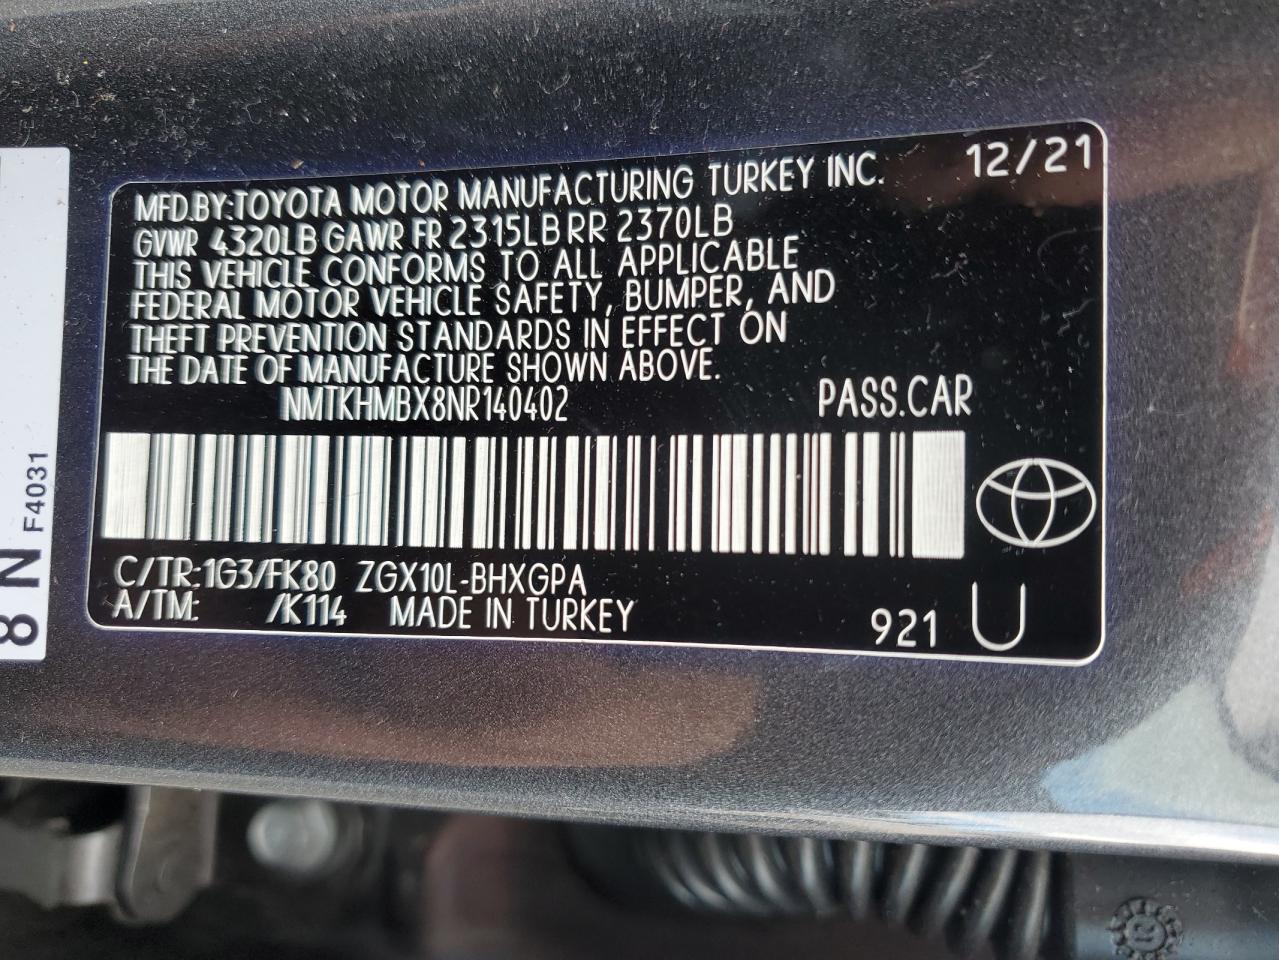 MFD.BY:TOYOTA MOTOR MANUFACTURING TURKEY INC. 12/21
GVWR 4320LB GAWR FR 2315LB RR 2370LB
THIS VEHICLE CONFORMS TO ALL APPLICABLE
FEDERAL MOTOR VEHICLE SAFETY, BUMPER, AND
THEFT PREVENTION STANDARDS IN EFFECT ON
THE DATE OF MANUFACTURE SHOWN ABOVE.
NMTKHMBX8NR140402 PASS.CAR
C/TR:1G3/FK80 ZGX10L-BHXGPA
A/TM: /K114 MADE IN TURKEY
921 U
F4031
8 N